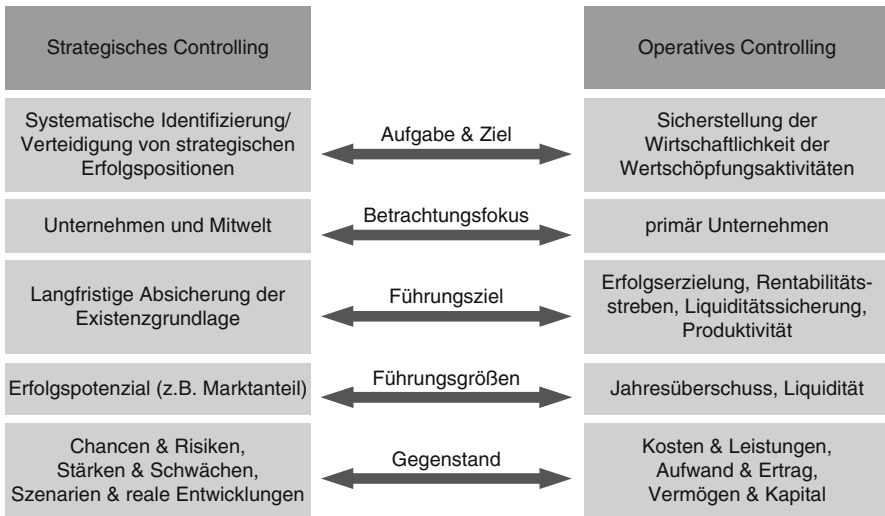 Strategisches Controlling
Operatives Controlling
Systematische Identifizierung/
Verteidigung von strategischen
Erfolgspositionen
Aufgabe & Ziel
Sicherstellung der
Wirtschaftlichkeit der
Wertschöpfungsaktivitäten
Unternehmen und Mitwelt
Betrachtungsfokus
primär Unternehmen
Langfristige Absicherung der
Existenzgrundlage
Führungsziel
Erfolgserzielung, Rentabilitäts-
streben, Liquiditätssicherung,
Produktivität
Erfolgspotenzial (z.B. Marktanteil)
Führungsgrößen
Jahresüberschuss, Liquidität
Chancen & Risiken,
Stärken & Schwächen,
Szenarien & reale Entwicklungen
Gegenstand
Kosten & Leistungen,
Aufwand & Ertrag,
Vermögen & Kapital